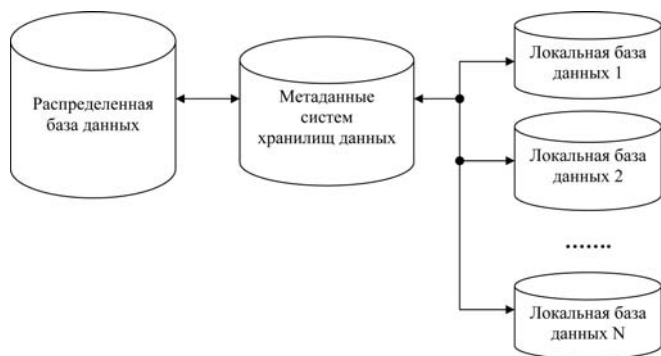 Распределенная
база данных
Метаданные
систем
хранилищ данных
Локальная база
данных 1
Локальная база
данных 2
.......
Локальная база
данных N